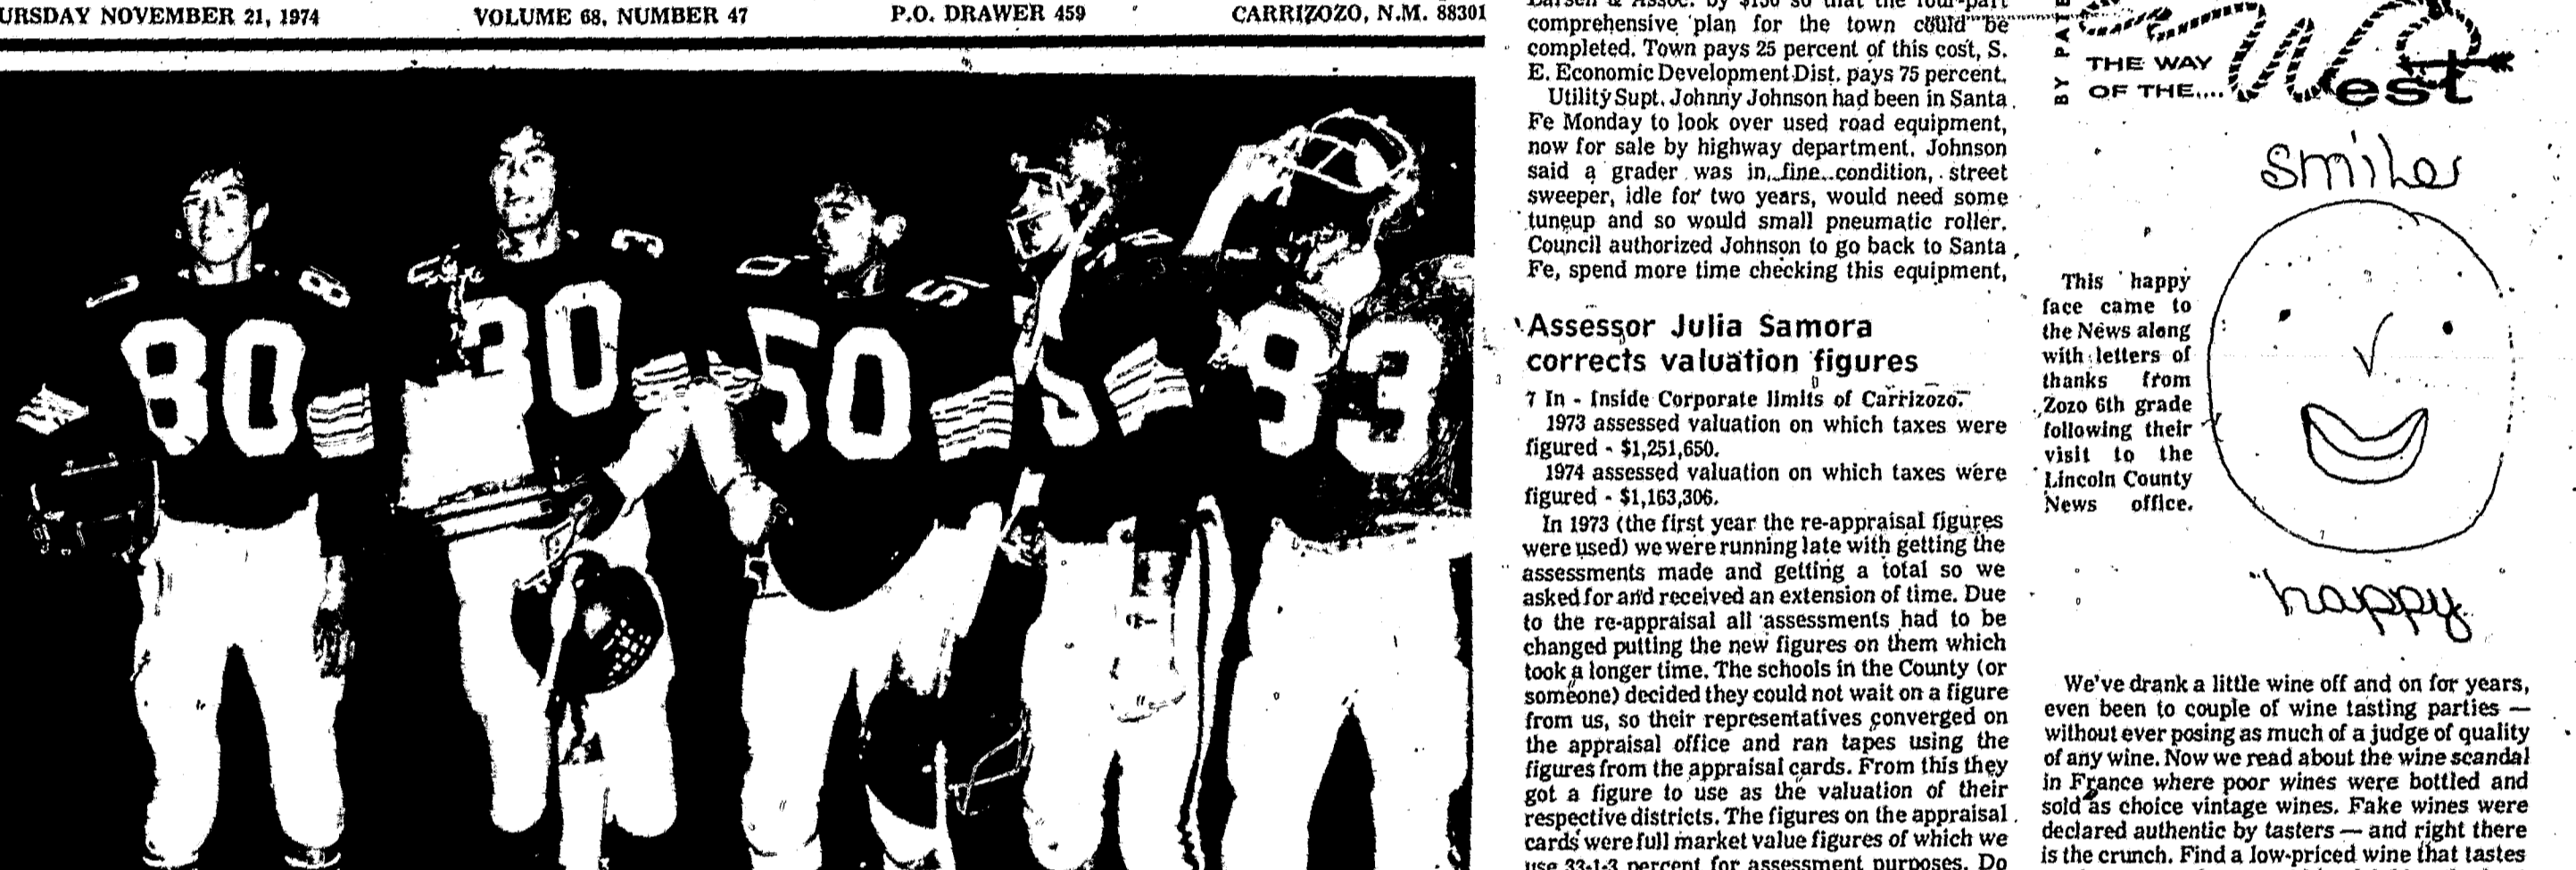 URSDAY NOVEMBER 21, 1974 VOLUME 68, NUMBER 47 P.O. DRAWER 459 CARRIZOZO, N.M. 88301
80
30
50
83
comprehensive plan for the town could be
completed. Town pays 25 percent of this cost, S.
E. Economic Development Dist. pays 75 percent.
Utility Supt. Johnny Johnson had been in Santa
Fe Monday to look over used road equipment,
now for sale by highway department. Johnson
said a grader was in fine condition, street
sweeper, idle for two years, would need some
tuneup and so would small pneumatic roller.
Council authorized Johnson to go back to Santa
Fe, spend more time checking this equipment,
Assessor Julia Samora
corrects valuation figures
7 In - Inside Corporate limits of Carrizozo.
1973 assessed valuation on which taxes were
figured - $1,251,650.
1974 assessed valuation on which taxes were
figured - $1,163,306.
In 1973 (the first year the re-appraisal figures
were used) we were running late with getting the
assessments made and getting a total so we
asked for and received an extension of time. Due
to the re-appraisal all assessments had to be
changed putting the new figures on them which
took a longer time. The schools in the County (or
someone) decided they could not wait on a figure
from us, so their representatives converged on
the appraisal office and ran tapes using the
figures from the appraisal cards. From this they
got a figure to use as the valuation of their
respective districts. The figures on the appraisal
cards were full market value figures of which we
use 33-1-3 percent for assessment purposes. Do
THE WAY
OF THE.... West
smiles
This happy
face came to
the News along
with letters of
thanks from
Zozo 6th grade
following their
visit to the
Lincoln County
News office.
happy
We've drank a little wine off and on for years,
even been to couple of wine tasting parties —
without ever posing as much of a judge of quality
of any wine. Now we read about the wine scandal
in France where poor wines were bottled and
sold as choice vintage wines. Fake wines were
declared authentic by tasters — and right there
is the crunch. Find a low-priced wine that tastes